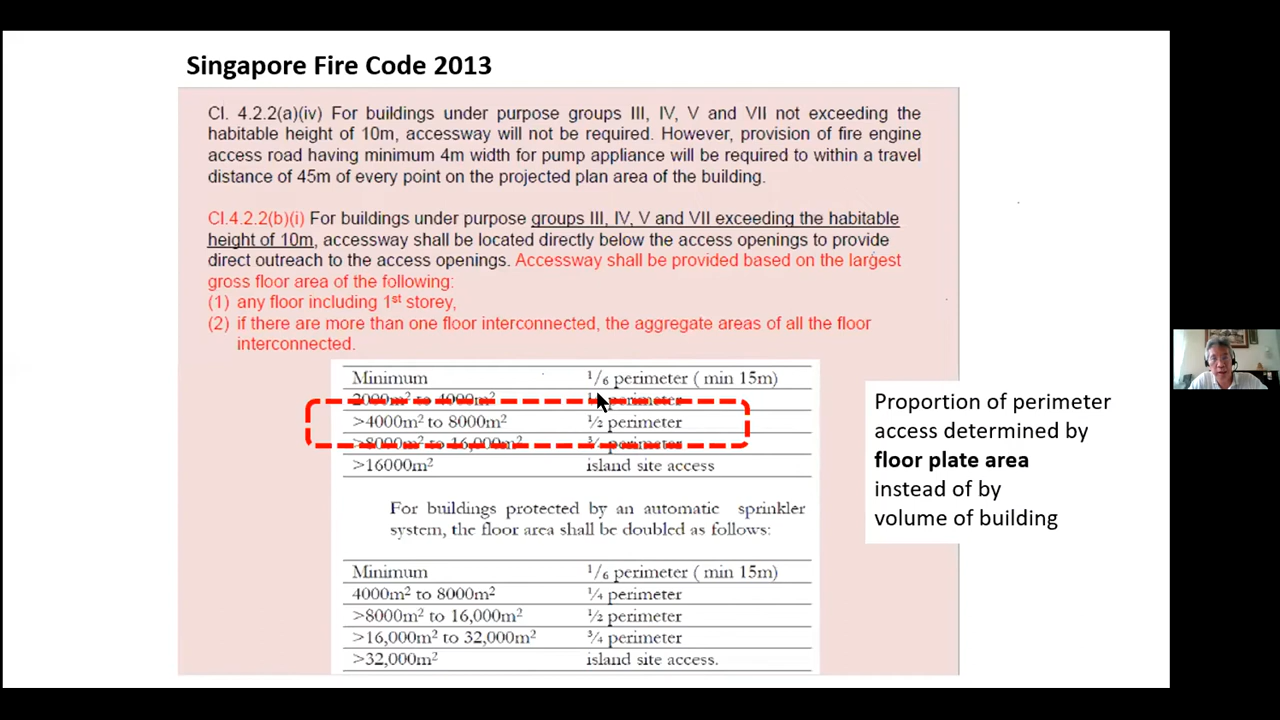 Singapore Fire Code 2013
Cl. 4.2.2(a)(iv) For buildings under purpose groups III, IV, V and VII not exceeding the
habitable height of 10m, accessway will not be required. However, provision of fire engine
access road having minimum 4m width for pump appliance will be required to within a travel
distance of 45m of every point on the projected plan area of the building.
Cl.4.2.2(b)(i) For buildings under purpose groups III, IV, V and VII exceeding the habitable
height of 10m, accessway shall be located directly below the access openings to provide
direct outreach to the access openings. Accessway shall be provided based on the largest
gross floor area of the following:
(1) any floor including 1st storey,
(2) if there are more than one floor interconnected, the aggregate areas of all the floor
interconnected.
Minimum 1/6 perimeter ( min 15m)
2000m² to 4000m² perimeter
>4000m² to 8000m² ½ perimeter
>8000m² to 16,000m² ¾ perimeter
>16000m² island site access
For buildings protected by an automatic sprinkler
system, the floor area shall be doubled as follows:
Minimum 1/6 perimeter ( min 15m)
4000m² to 8000m² ¼ perimeter
>8000m² to 16,000m² ½ perimeter
>16,000m² to 32,000m² ¾ perimeter
>32,000m² island site access.
Proportion of perimeter
access determined by
floor plate area
instead of by
volume of building